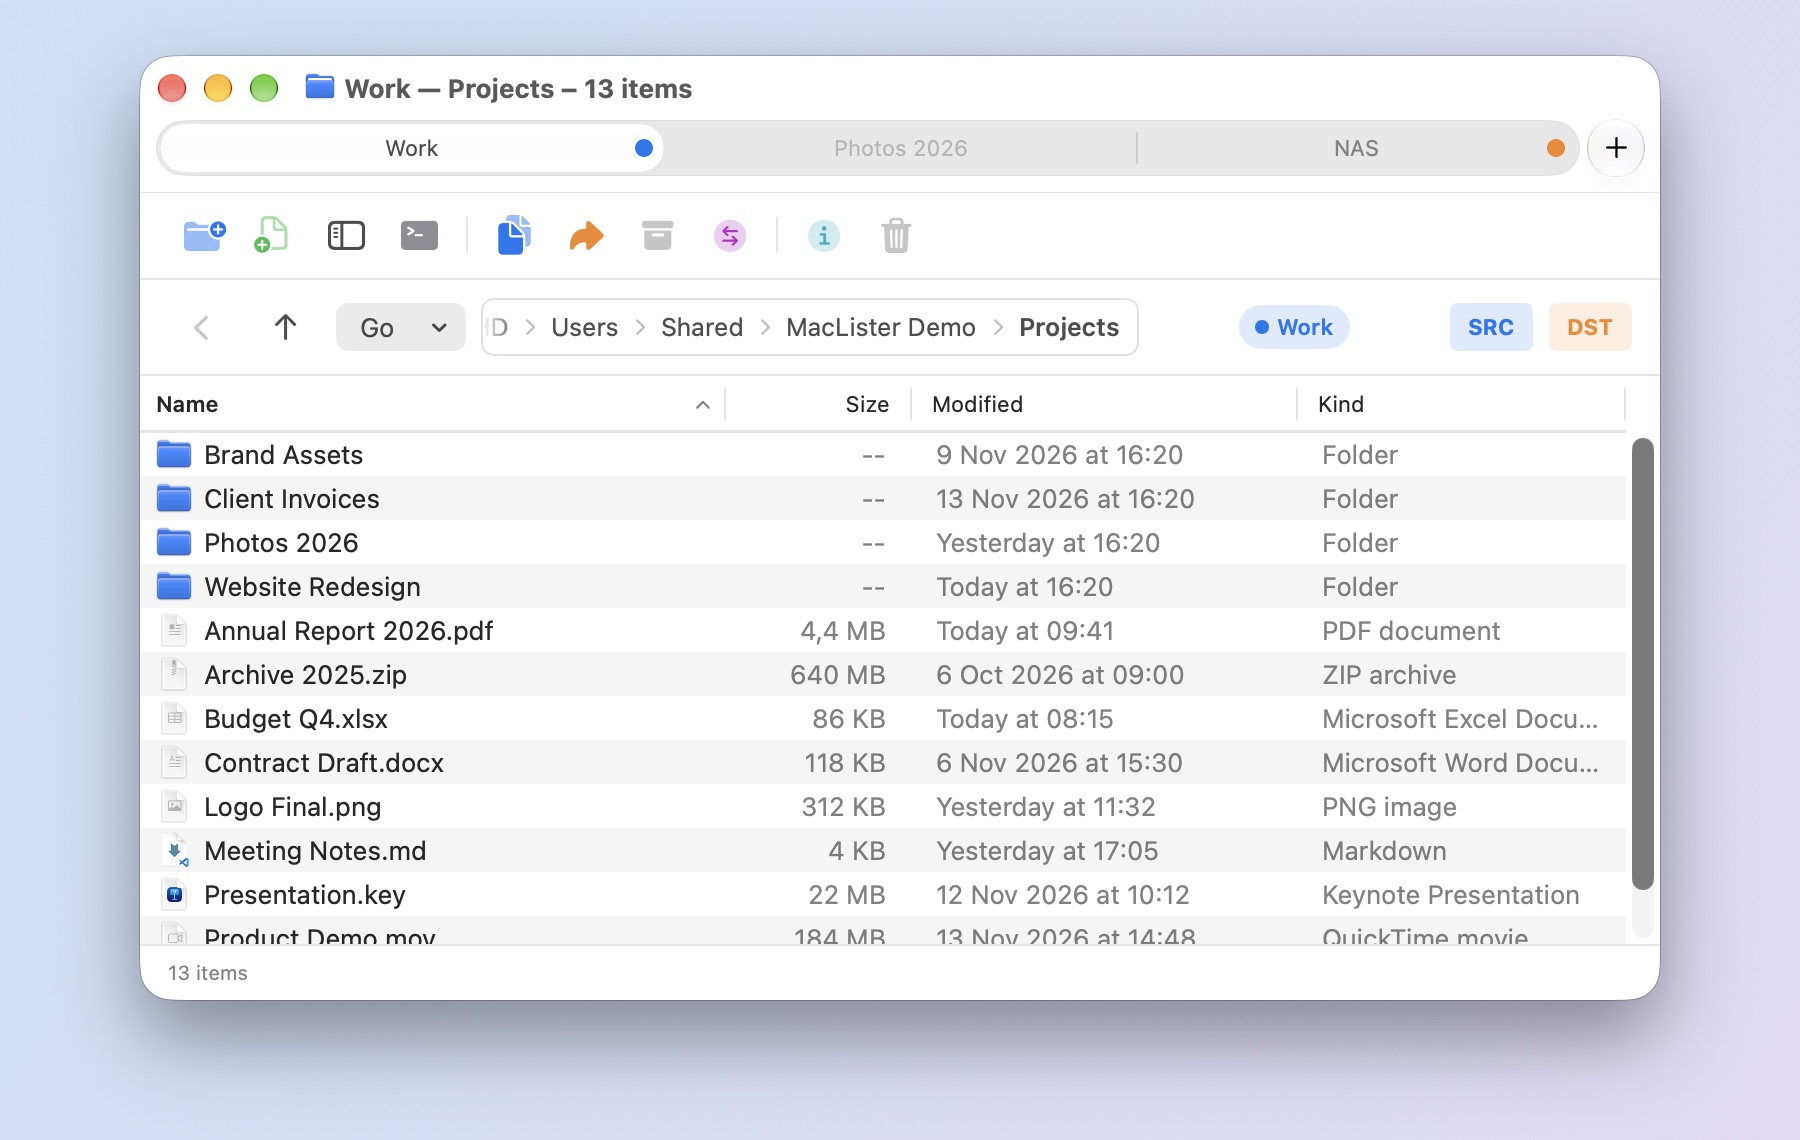 Work — Projects – 13 items
Work Photos 2026 NAS
Go Users Shared MacLister Demo Projects Work SRC DST
Name Size Modified Kind
Brand Assets -- 9 Nov 2026 at 16:20 Folder
Client Invoices -- 13 Nov 2026 at 16:20 Folder
Photos 2026 -- Yesterday at 16:20 Folder
Website Redesign -- Today at 16:20 Folder
Annual Report 2026.pdf 4,4 MB Today at 09:41 PDF document
Archive 2025.zip 640 MB 6 Oct 2026 at 09:00 ZIP archive
Budget Q4.xlsx 86 KB Today at 08:15 Microsoft Excel Docu...
Contract Draft.docx 118 KB 6 Nov 2026 at 15:30 Microsoft Word Docu...
Logo Final.png 312 KB Yesterday at 11:32 PNG image
Meeting Notes.md 4 KB Yesterday at 17:05 Markdown
Presentation.key 22 MB 12 Nov 2026 at 10:12 Keynote Presentation
Product Demo.mov 184 MB 13 Nov 2026 at 14:48 QuickTime movie
13 items